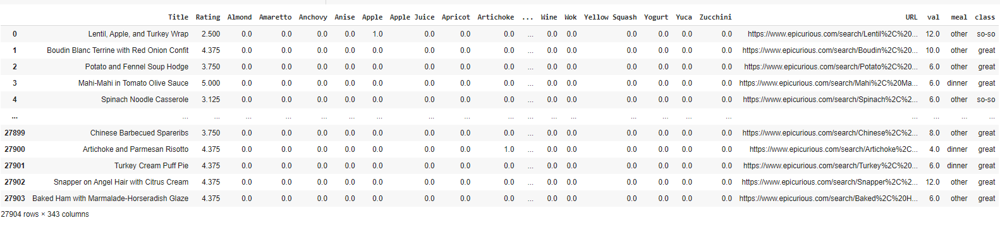 Title Rating Almond Amaretto Anchovy Anise Apple Apple Juice Apricot Artichoke ... Wine Wok Yellow Squash Yogurt Yuca Zucchini URL val meal class
0 Lentil, Apple, and Turkey Wrap 2.500 0.0 0.0 0.0 0.0 1.0 0.0 0.0 0.0 ... 0.0 0.0 0.0 0.0 0.0 0.0 https://www.epicurious.com/search/Lentil%2C%20... 12.0 other so-so
1 Boudin Blanc Terrine with Red Onion Confit 4.375 0.0 0.0 0.0 0.0 0.0 0.0 0.0 0.0 ... 0.0 0.0 0.0 0.0 0.0 0.0 https://www.epicurious.com/search/Boudin%2C%20... 10.0 other great
2 Potato and Fennel Soup Hodge 3.750 0.0 0.0 0.0 0.0 0.0 0.0 0.0 0.0 ... 0.0 0.0 0.0 0.0 0.0 0.0 https://www.epicurious.com/search/Potato%2C%20... 6.0 other great
3 Mahi-Mahi in Tomato Olive Sauce 5.000 0.0 0.0 0.0 0.0 0.0 0.0 0.0 0.0 ... 0.0 0.0 0.0 0.0 0.0 0.0 https://www.epicurious.com/search/Mahi%2C%20Ma... 6.0 dinner great
4 Spinach Noodle Casserole 3.125 0.0 0.0 0.0 0.0 0.0 0.0 0.0 0.0 ... 0.0 0.0 0.0 0.0 0.0 0.0 https://www.epicurious.com/search/Spinach%2C%2... 6.0 other so-so
... ... ... ... ... ... ... ... ... ... ... ... ... ... ... ... ... ... ... ... ... ...
27899 Chinese Barbecued Spareribs 3.750 0.0 0.0 0.0 0.0 0.0 0.0 0.0 0.0 ... 0.0 0.0 0.0 0.0 0.0 0.0 https://www.epicurious.com/search/Chinese%2C%2... 8.0 other great
27900 Artichoke and Parmesan Risotto 4.375 0.0 0.0 0.0 0.0 0.0 0.0 0.0 1.0 ... 0.0 0.0 0.0 0.0 0.0 0.0 https://www.epicurious.com/search/Artichoke%2C... 4.0 dinner great
27901 Turkey Cream Puff Pie 4.375 0.0 0.0 0.0 0.0 0.0 0.0 0.0 0.0 ... 0.0 0.0 0.0 0.0 0.0 0.0 https://www.epicurious.com/search/Turkey%2C%20... 6.0 dinner great
27902 Snapper on Angel Hair with Citrus Cream 4.375 0.0 0.0 0.0 0.0 0.0 0.0 0.0 0.0 ... 0.0 0.0 0.0 0.0 0.0 0.0 https://www.epicurious.com/search/Snapper%2C%2... 12.0 other great
27903 Baked Ham with Marmalade-Horseradish Glaze 4.375 0.0 0.0 0.0 0.0 0.0 0.0 0.0 0.0 ... 0.0 0.0 0.0 0.0 0.0 0.0 https://www.epicurious.com/search/Baked%2C%20H... 6.0 other great
27904 rows × 343 columns